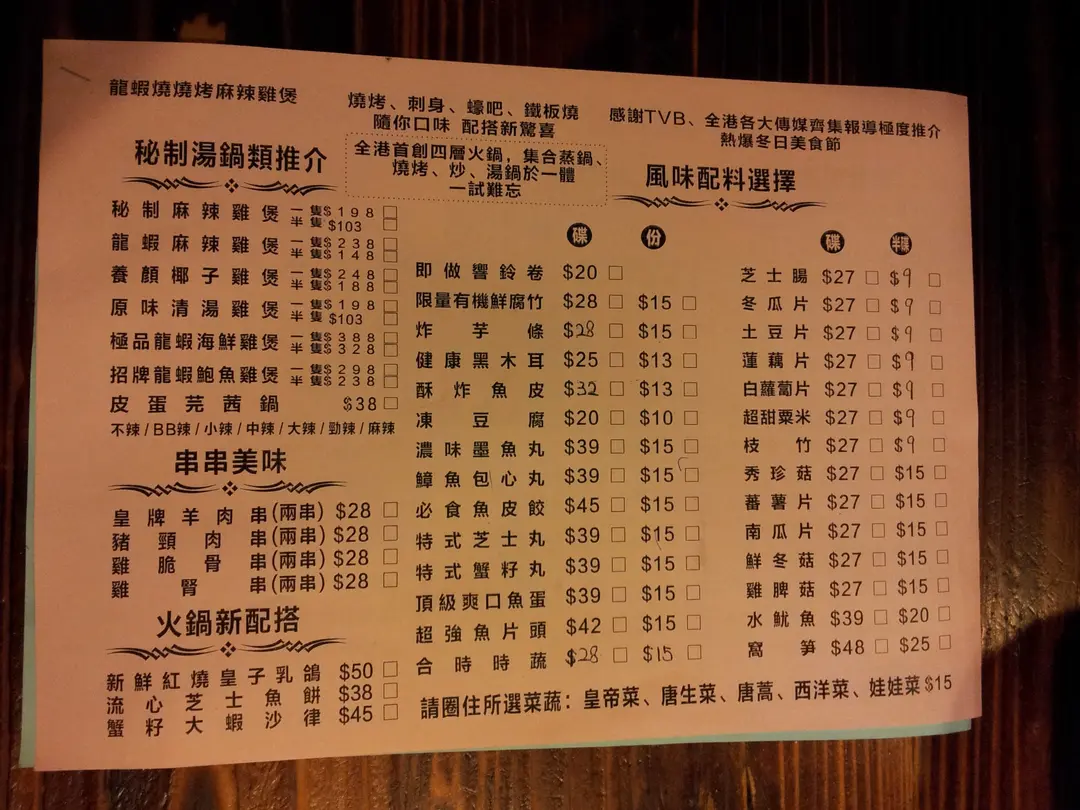 龍蝦燒燒烤麻辣雞煲
燒烤、刺身、蠔吧、鐵板燒
隨你口味 配搭新驚喜
感謝TVB、全港各大傳媒齊集報導極度推介
熱爆冬日美食節
全港首創四層火鍋，集合蒸鍋、
燒烤、炒、湯鍋於一體
一試難忘
秘制湯鍋類推介
秘制麻辣雞煲 一隻$198 □
半隻$103 □
龍蝦麻辣雞煲 一隻$238 □
半隻$148 □
養顏椰子雞煲 一隻$248 □
半隻$188 □
原味清湯雞煲 一隻$198 □
半隻$103 □
極品龍蝦海鮮雞煲 一隻$388 □
半隻$328 □
招牌龍蝦鮑魚雞煲 一隻$298 □
半隻$238 □
皮蛋芫茜鍋 $38 □
不辣/BB辣/小辣/中辣/大辣/勁辣/麻辣
串串美味
皇牌羊肉串(兩串) $28 □
豬頸肉串(兩串) $28 □
雞脆骨串(兩串) $28 □
雞腎串(兩串) $28 □
火鍋新配搭
新鮮紅燒皇子乳鴿 $50 □
流心芝士魚餅 $38 □
蟹籽大蝦沙律 $45 □
風味配料選擇
碟 份
即做響鈴卷 $20 □
限量有機鮮腐竹 $28 □ $15 □
炸芋條 $28 □ $15 □
健康黑木耳 $25 □ $13 □
酥炸魚皮 $32 □ $13 □
凍豆腐 $20 □ $10 □
濃味墨魚丸 $39 □ $15 □
鱆魚包心丸 $39 □ $15 □
必食魚皮餃 $45 □ $15 □
特式芝士丸 $39 □ $15 □
特式蟹籽丸 $39 □ $15 □
頂級爽口魚蛋 $39 □ $15 □
超強魚片頭 $42 □ $15 □
合時時蔬 $28 □ $15 □
碟 半碟
芝士腸 $27 □ $9 □
冬瓜片 $27 □ $9 □
土豆片 $27 □ $9 □
蓮藕片 $27 □ $9 □
白蘿蔔片 $27 □ $9 □
超甜粟米 $27 □ $9 □
枝竹 $27 □ $9 □
秀珍菇 $27 □ $15 □
蕃薯片 $27 □ $15 □
南瓜片 $27 □ $15 □
鮮冬菇 $27 □ $15 □
雞脾菇 $27 □ $15 □
水魷魚 $39 □ $20 □
窩筍 $48 □ $25 □
請圈住所選菜蔬：皇帝菜、唐生菜、唐蒿、西洋菜、娃娃菜 $15